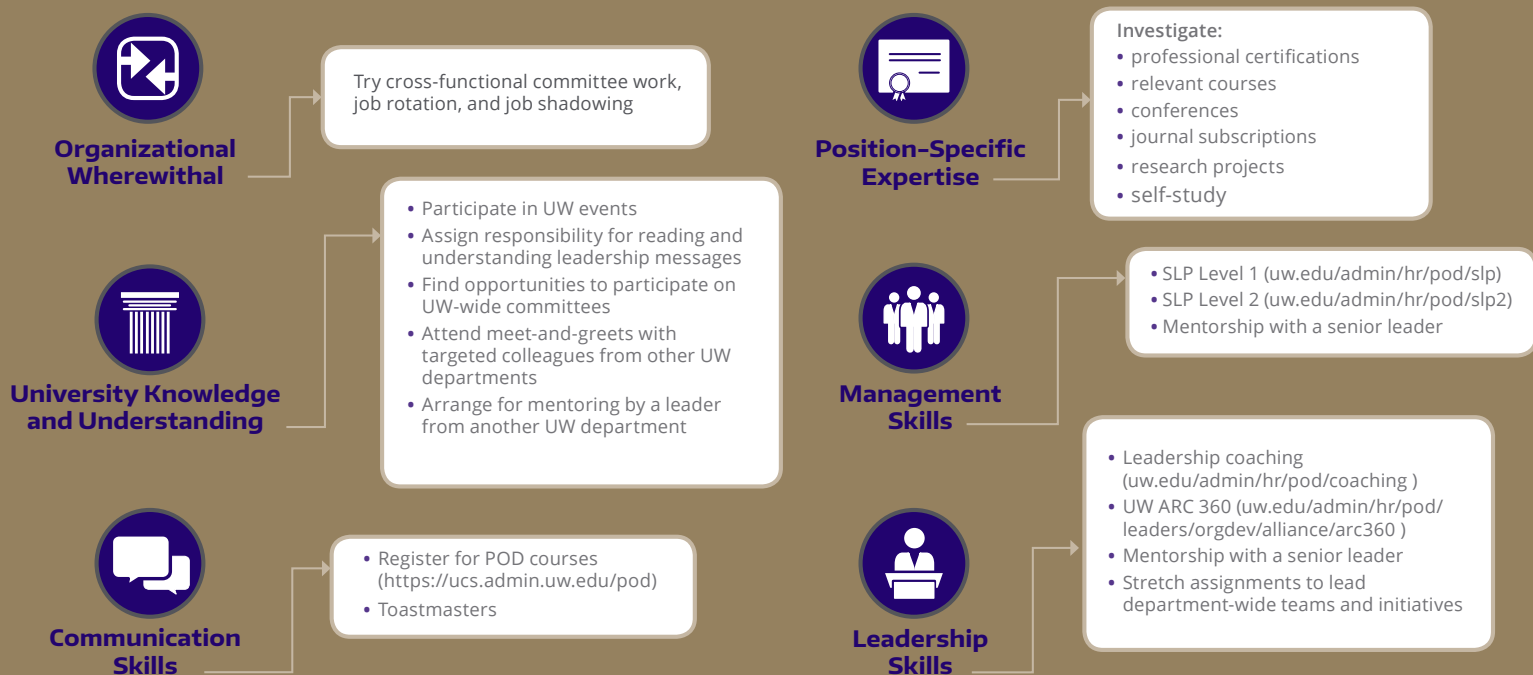 Organizational
Wherewithal
Try cross-functional committee work,
job rotation, and job shadowing
University Knowledge
and Understanding
• Participate in UW events
• Assign responsibility for reading and
understanding leadership messages
• Find opportunities to participate on
UW-wide committees
• Attend meet-and-greets with
targeted colleagues from other UW
departments
• Arrange for mentoring by a leader
from another UW department
Communication
Skills
• Register for POD courses
(https://ucs.admin.uw.edu/pod)
• Toastmasters
Position-Specific
Expertise
Investigate:
• professional certifications
• relevant courses
• conferences
• journal subscriptions
• research projects
• self-study
Management
Skills
• SLP Level 1 (uw.edu/admin/hr/pod/slp)
• SLP Level 2 (uw.edu/admin/hr/pod/slp2)
• Mentorship with a senior leader
Leadership
Skills
• Leadership coaching
(uw.edu/admin/hr/pod/coaching )
• UW ARC 360 (uw.edu/admin/hr/pod/
leaders/orgdev/alliance/arc360 )
• Mentorship with a senior leader
• Stretch assignments to lead
department-wide teams and initiatives